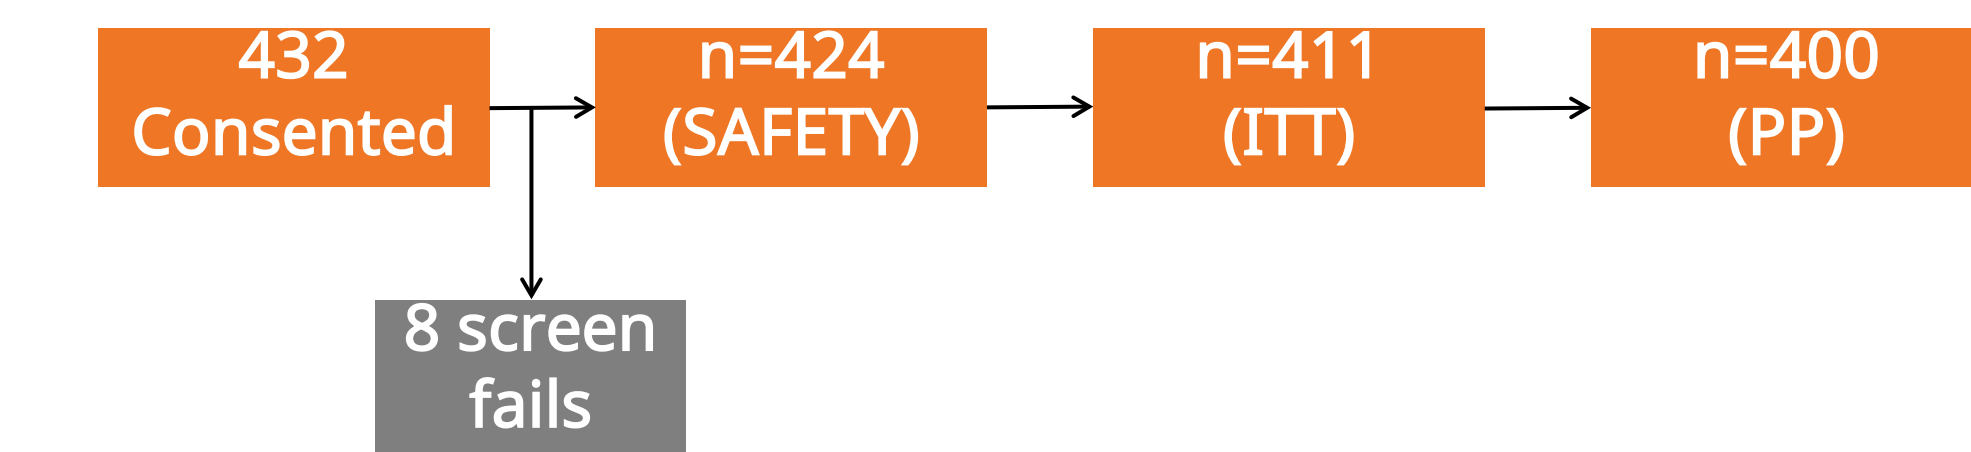 432
Consented
n=424
(SAFETY)
n=411
(ITT)
n=400
(PP)
8 screen
fails